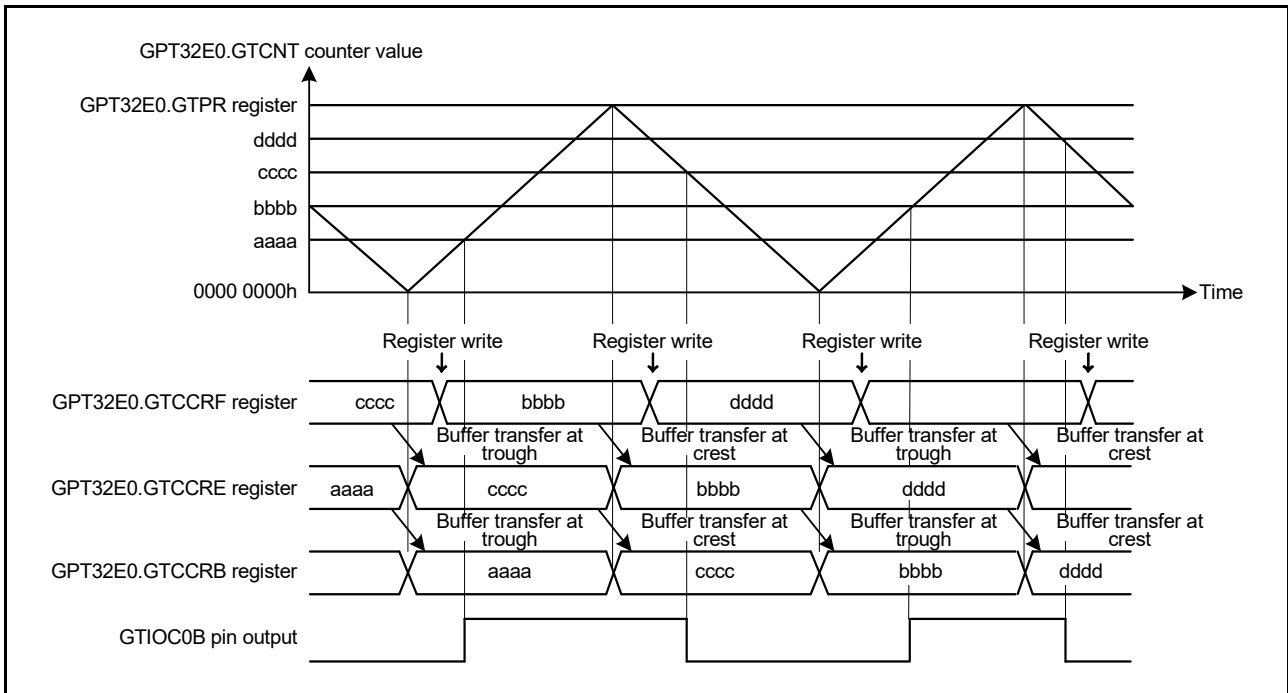 GPT32E0.GTCNT counter value
GPT32E0.GTPR register
dddd
cccc
bbbb
aaaa
0000 0000h
Time
Register write Register write Register write Register write
GPT32E0.GTCCRF register cccc bbbb dddd
Buffer transfer at trough
Buffer transfer at crest
Buffer transfer at trough
Buffer transfer at crest
GPT32E0.GTCCRE register aaaa cccc bbbb dddd
Buffer transfer at trough
Buffer transfer at crest
Buffer transfer at trough
Buffer transfer at crest
GPT32E0.GTCCRB register aaaa cccc bbbb dddd
GTIOC0B pin output